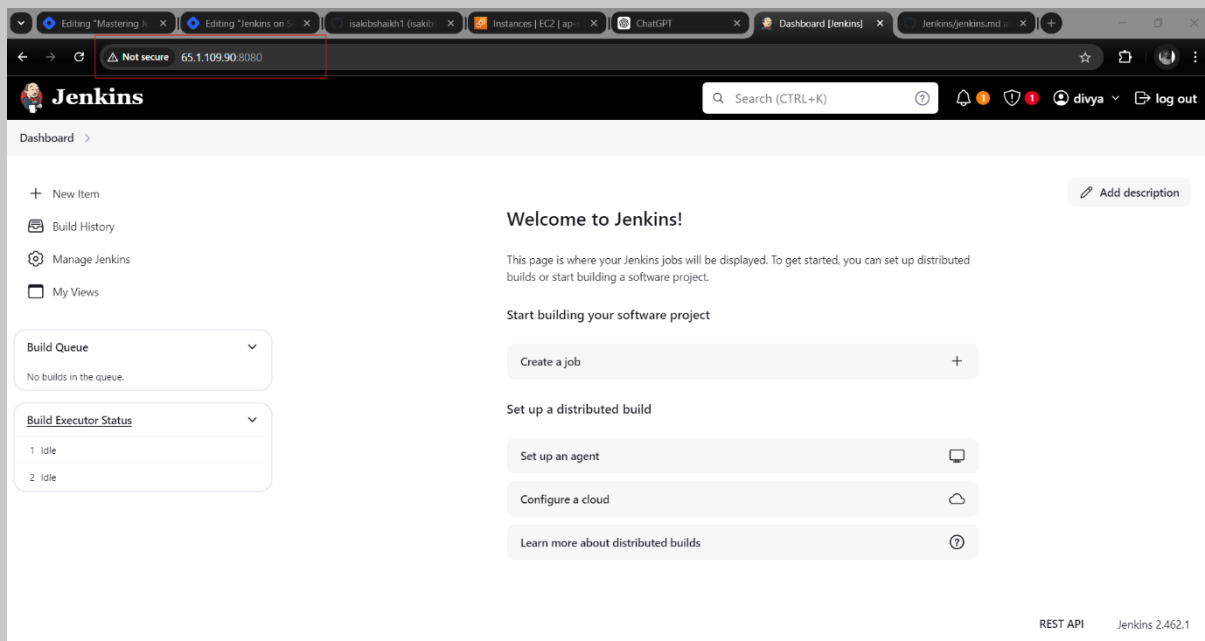 Editing "Mastering Je
Editing "Jenkins on S
isakibshaikh1 (isakibs
Instances | EC2 | ap-s
ChatGPT
Dashboard [Jenkins]
Jenkins/jenkins.md a
Not secure 65.1.109.90:8080
Jenkins
Search (CTRL+K)
1
1
divya
log out
Dashboard
New Item
Build History
Manage Jenkins
My Views
Build Queue
No builds in the queue.
Build Executor Status
1 Idle
2 Idle
Add description
Welcome to Jenkins!
This page is where your Jenkins jobs will be displayed. To get started, you can set up distributed
builds or start building a software project.
Start building your software project
Create a job
Set up a distributed build
Set up an agent
Configure a cloud
Learn more about distributed builds
REST API
Jenkins 2.462.1